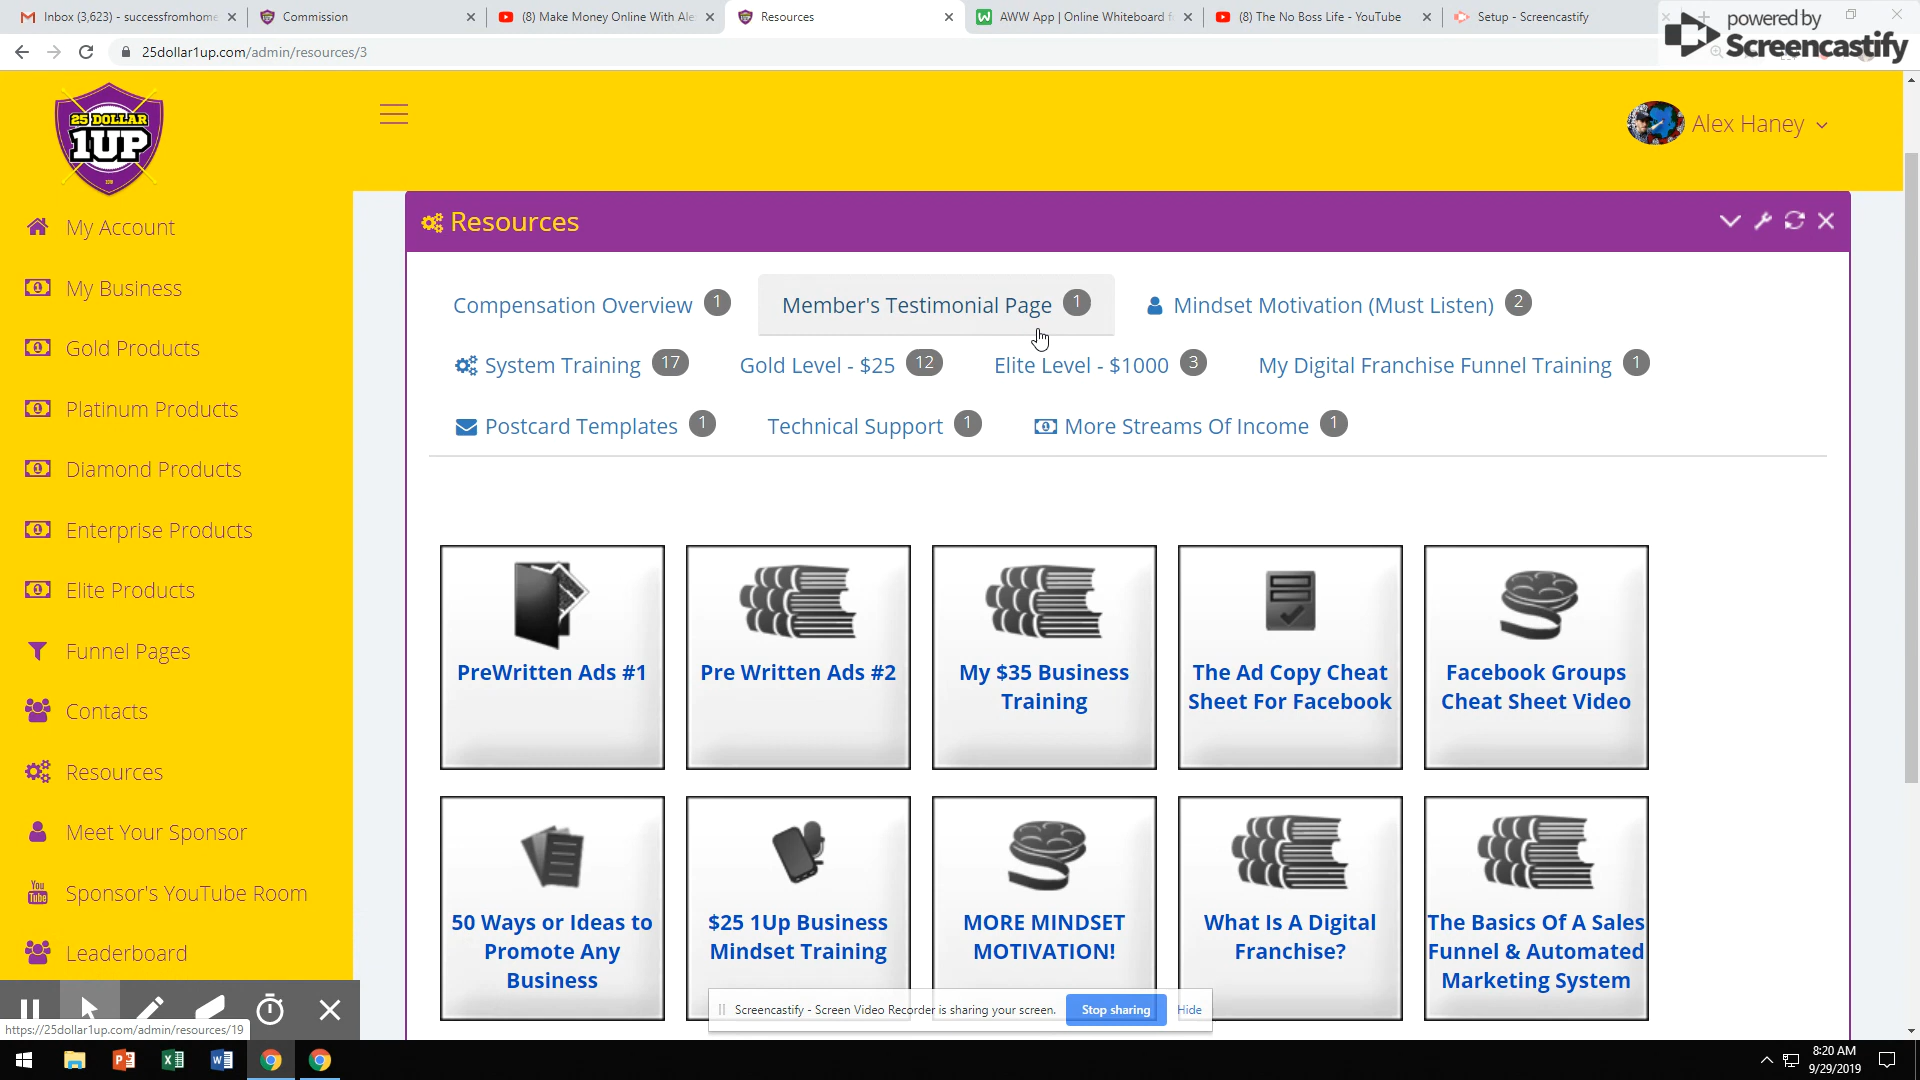 Inbox (3,623) - successfromhome
Commission
(8) Make Money Online With Ale
Resources
AWW App | Online Whiteboard f
(8) The No Boss Life - YouTube
Setup - Screencastify
powered by
Screencastify
25dollar1up.com/admin/resources/3
25 DOLLAR
1UP
Alex Haney
My Account
My Business
Gold Products
Platinum Products
Diamond Products
Enterprise Products
Elite Products
Funnel Pages
Contacts
Resources
Meet Your Sponsor
You Tube
Sponsor's YouTube Room
Leaderboard
Resources
Compensation Overview 1
Member's Testimonial Page 1
Mindset Motivation (Must Listen) 2
System Training 17
Gold Level - $25 12
Elite Level - $1000 3
My Digital Franchise Funnel Training 1
Postcard Templates 1
Technical Support 1
More Streams Of Income 1
PreWritten Ads #1
Pre Written Ads #2
My $35 Business
Training
The Ad Copy Cheat
Sheet For Facebook
Facebook Groups
Cheat Sheet Video
50 Ways or Ideas to
Promote Any
Business
$25 1Up Business
Mindset Training
MORE MINDSET
MOTIVATION!
What Is A Digital
Franchise?
The Basics Of A Sales
Funnel & Automated
Marketing System
Screencastify - Screen Video Recorder is sharing your screen.
Stop sharing
Hide
https://25dollar1up.com/admin/resources/19
8:20 AM
9/29/2019